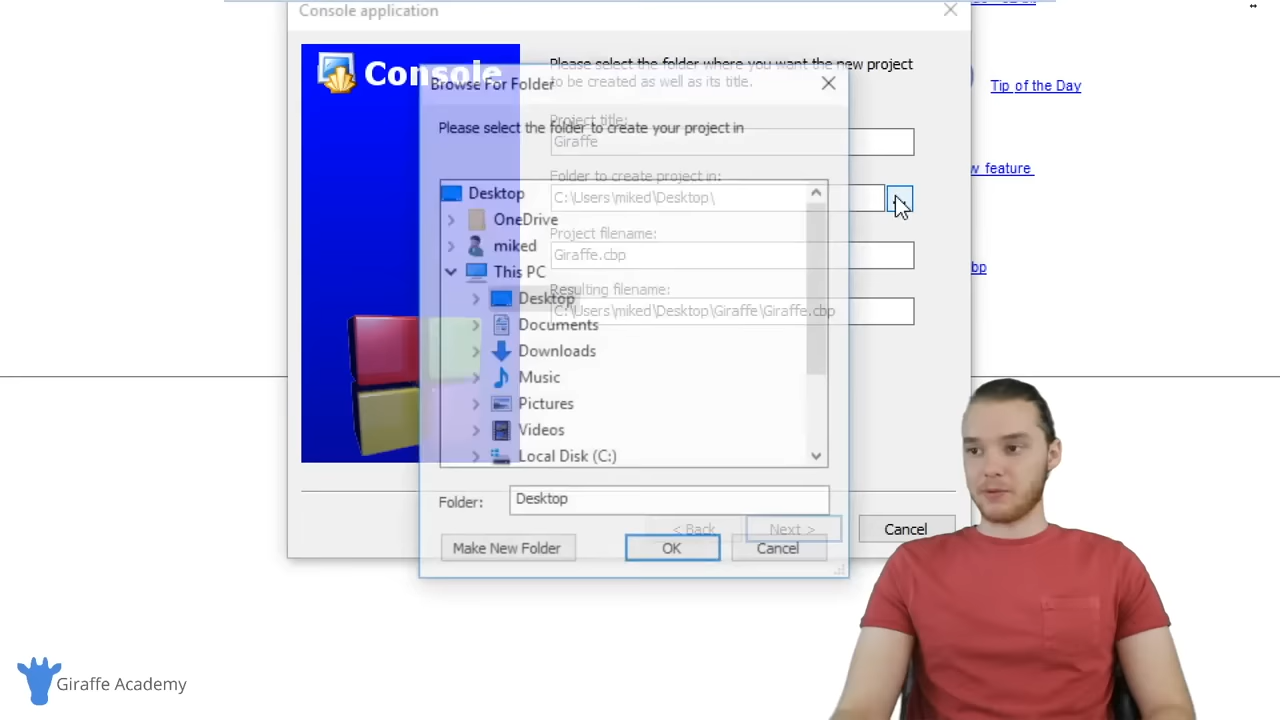 Console application
Tip of the Day
w feature
bp
Console
Please select the folder where you want the new project
to be created as well as its title.
Project title:
Giraffe
Folder to create project in:
C:\Users\miked\Desktop\
Project filename:
Giraffe.cbp
Resulting filename:
C:\Users\miked\Desktop\Giraffe\Giraffe.cbp
< Back
Next >
Cancel
Browse For Folder
Please select the folder to create your project in
Desktop
OneDrive
miked
This PC
Desktop
Documents
Downloads
Music
Pictures
Videos
Local Disk (C:)
Folder:
Desktop
Make New Folder
OK
Cancel
Giraffe Academy